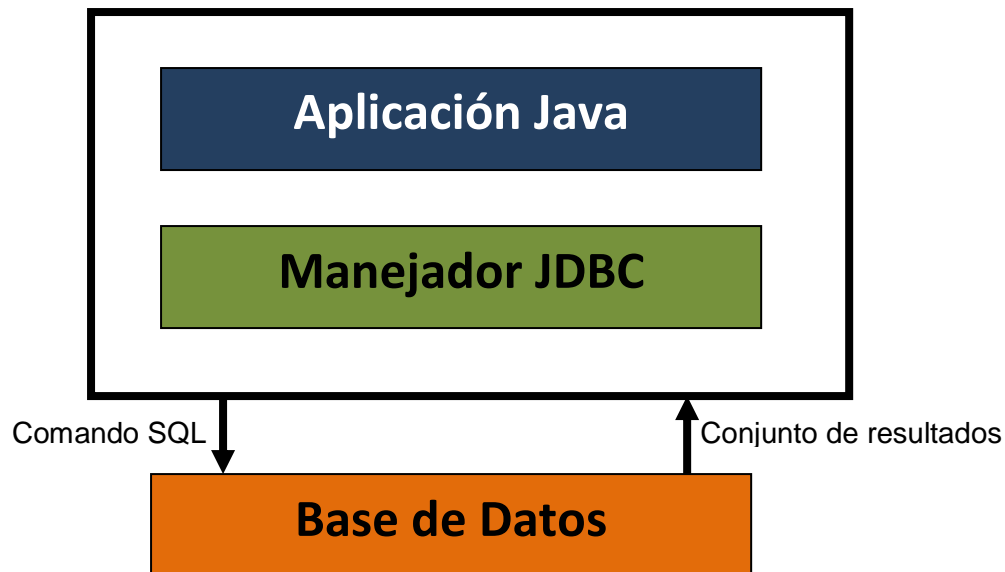 Aplicación Java
Manejador JDBC
Comando SQL
Conjunto de resultados
Base de Datos